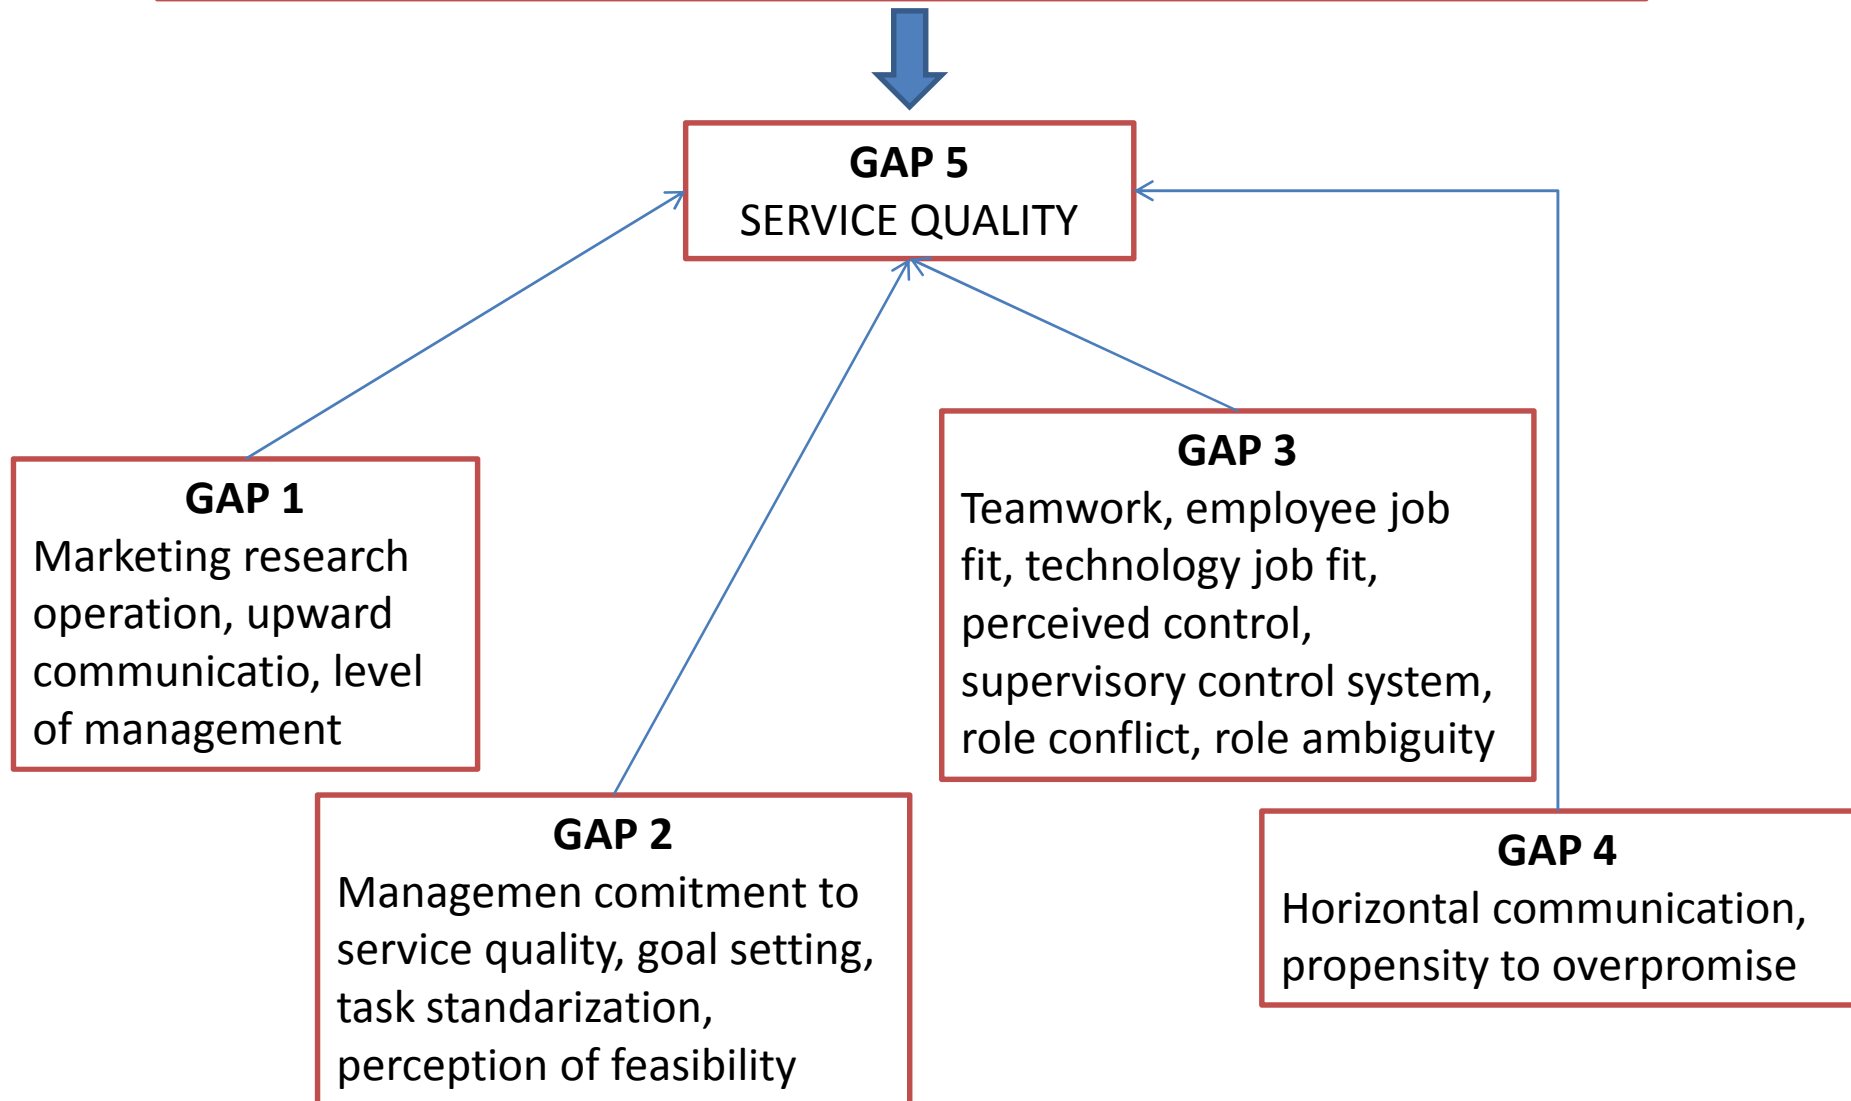 GAP 5
SERVICE QUALITY
GAP 1
Marketing research
operation, upward
communicatio, level
of management
GAP 3
Teamwork, employee job
fit, technology job fit,
perceived control,
supervisory control system,
role conflict, role ambiguity
GAP 2
Managemen comitment to
service quality, goal setting,
task standarization,
perception of feasibility
GAP 4
Horizontal communication,
propensity to overpromise